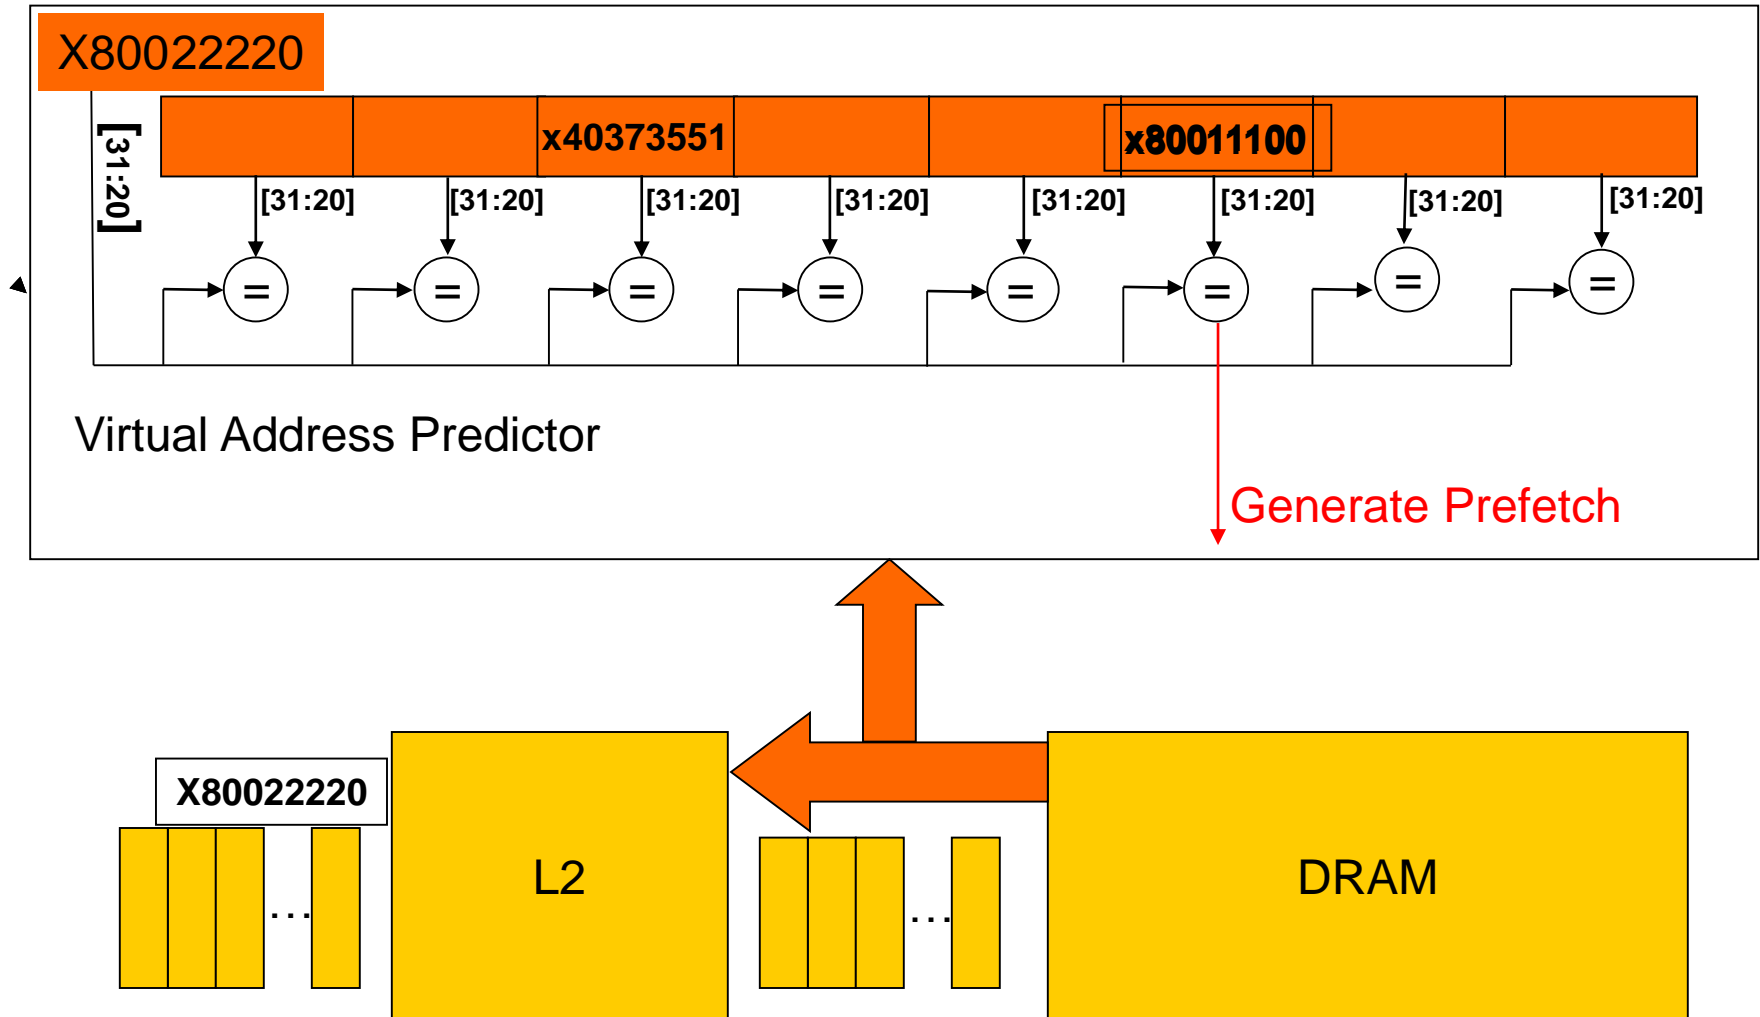 X80022220
[31:20]
x40373551 x80011100
[31:20] [31:20] [31:20] [31:20] [31:20] [31:20] [31:20] [31:20]
= = = = = = = =
Virtual Address Predictor
Generate Prefetch
X80022220
L2
DRAM
...
...